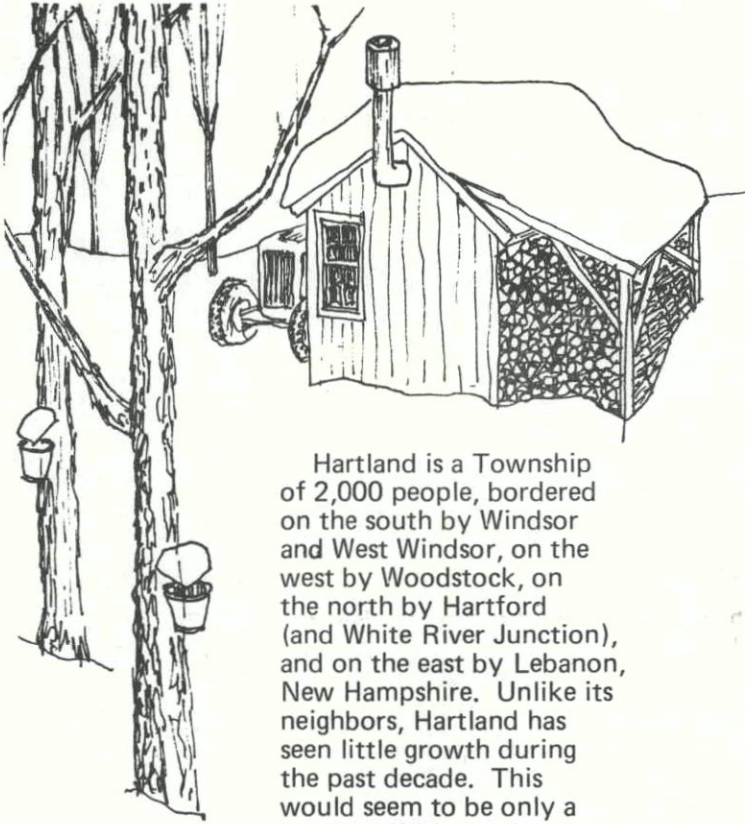 Hartland is a Township
of 2,000 people, bordered
on the south by Windsor
and West Windsor, on the
west by Woodstock, on
the north by Hartford
(and White River Junction),
and on the east by Lebanon,
New Hampshire. Unlike its
neighbors, Hartland has
seen little growth during
the past decade. This
would seem to be only a